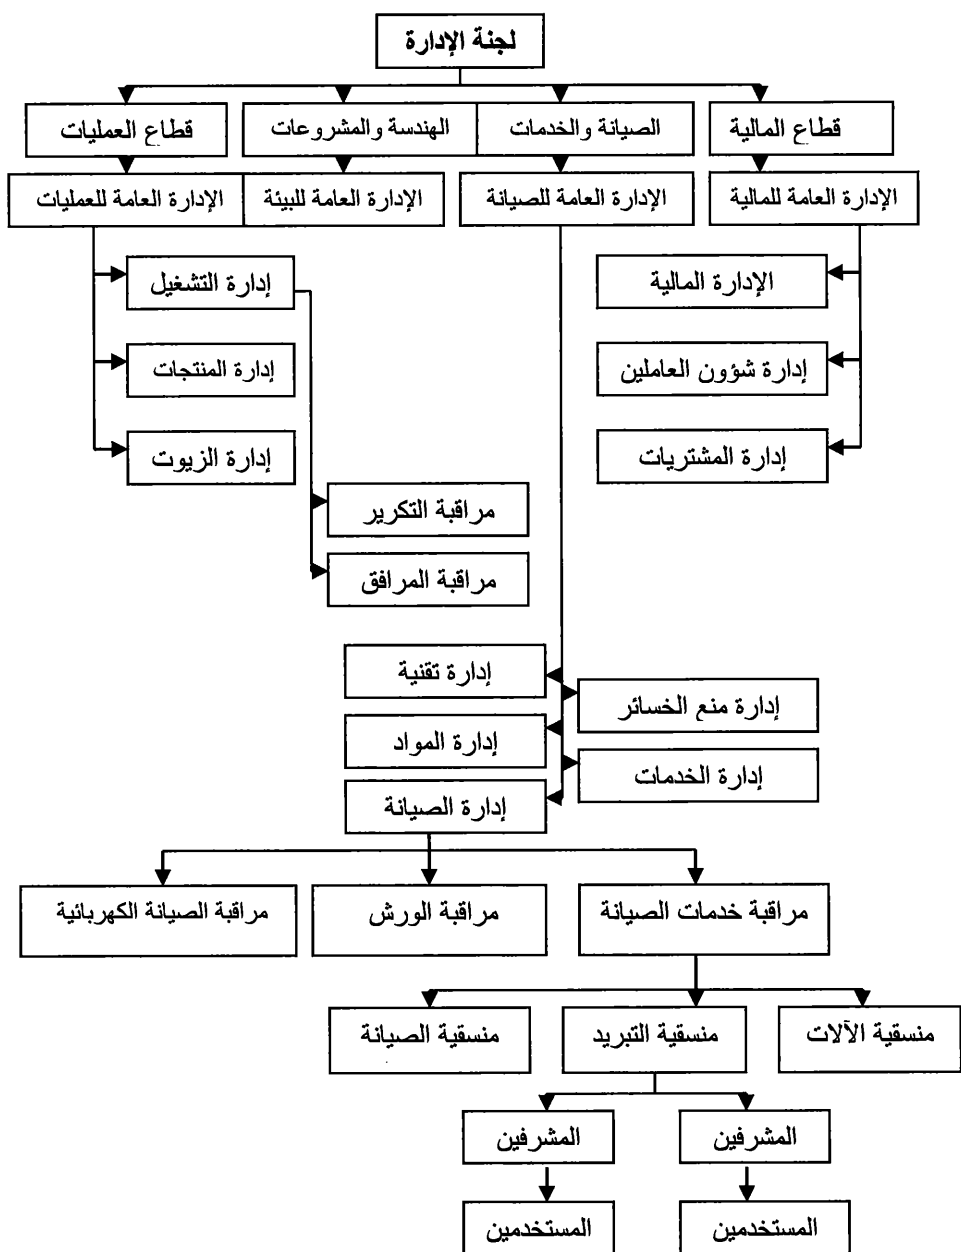 لجنة الإدارة
قطاع المالية
الصيانة والخدمات
الهندسة والمشروعات
قطاع العمليات
الإدارة العامة للمالية
الإدارة العامة للصيانة
الإدارة العامة للبيئة
الإدارة العامة للعمليات
الإدارة المالية
إدارة التشغيل
إدارة شؤون العاملين
إدارة المنتجات
إدارة المشتريات
إدارة الزيوت
مراقبة التكرير
مراقبة المرافق
إدارة تقنية
إدارة منع الخسائر
إدارة المواد
إدارة الخدمات
إدارة الصيانة
مراقبة خدمات الصيانة
مراقبة الورش
مراقبة الصيانة الكهربائية
منسقية الآلات
منسقية التبريد
منسقية الصيانة
المشرفين
المشرفين
المستخدمين
المستخدمين